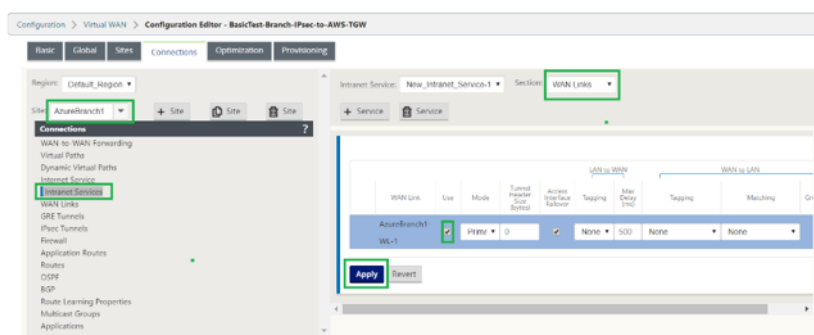 Configuration > Virtual WAN > Configuration Editor - BasicTest-Branch-IPsec-to-AWS-TGW
Basic Global Sites Connections Optimization Provisioning
Region: Default_Region
Site: AzureBranch1 + Site Site Site
Connections ?
WAN-to-WAN Forwarding
Virtual Paths
Dynamic Virtual Paths
Internet Service
Intranet Services
WAN Links
GRE Tunnels
IPsec Tunnels
Firewall
Application Routes
Routes
OSPF
BGP
Route Learning Properties
Multicast Groups
Applications
Intranet Service: New_Intranet_Service-1 Section: WAN Links
+ Service Service
LAN to WAN WAN to LAN
WAN Link Use Mode Tunnel Header Size (bytes) Access Interface Failover Tagging Max Delay (ms) Tagging Matching
AzureBranch1-WL-1 Prime 0 None 500 None None
Apply Revert